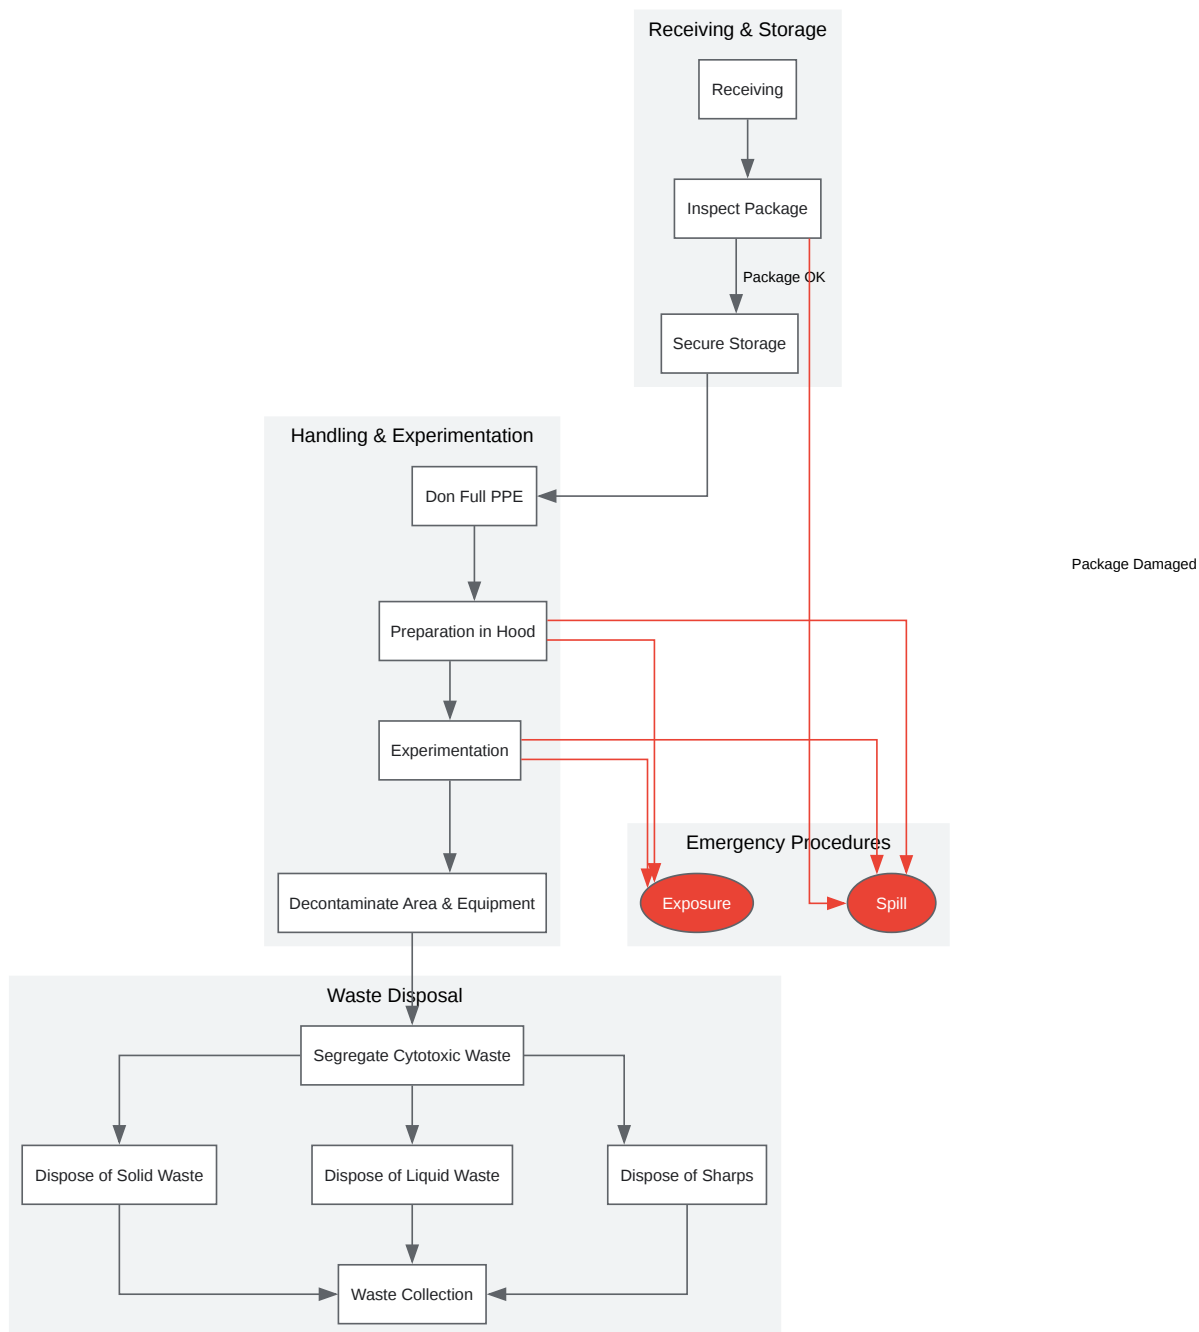 Receiving & Storage
Receiving
Inspect Package
Package OK
Secure Storage
Handling & Experimentation
Don Full PPE
Package Damaged
Preparation in Hood
Experimentation
Emergency Procedures
Decontaminate Area & Equipment
Exposure
Spill
Waste Disposal
Segregate Cytotoxic Waste
Dispose of Solid Waste
Dispose of Liquid Waste
Dispose of Sharps
Waste Collection